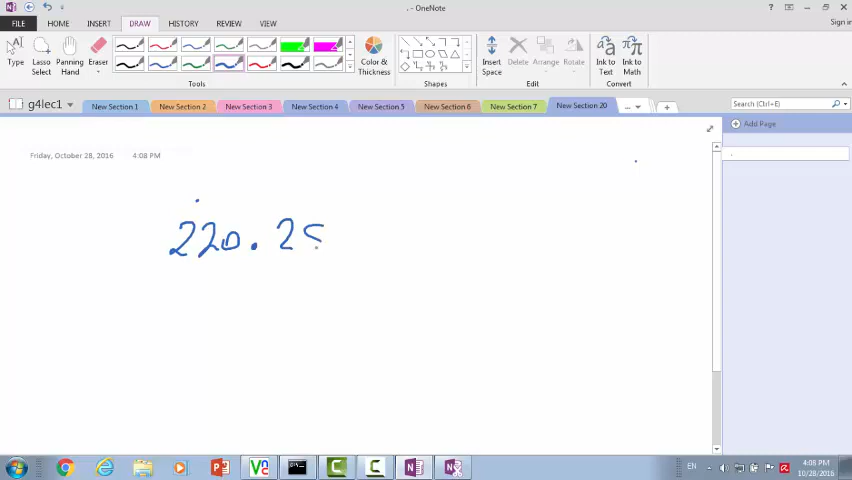 . - OneNote
FILE HOME INSERT DRAW HISTORY REVIEW VIEW Sign in
Type Lasso Select Panning Hand Eraser Color & Thickness Insert Space Delete Arrange Rotate Ink to Text Ink to Math
Tools Shapes Edit Convert
g4lec1 New Section 1 New Section 2 New Section 3 New Section 4 New Section 5 New Section 6 New Section 7 New Section 20 ... + Search (Ctrl+E)
Add Page
Friday, October 28, 2016 4:08 PM
220.25
EN 4:08 PM
10/28/2016